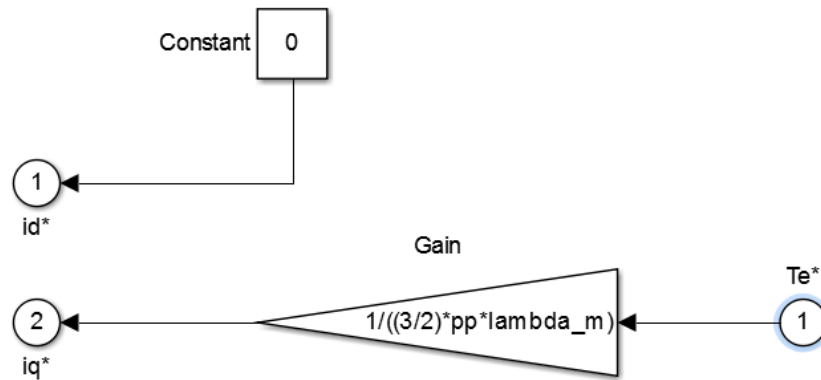 Constant
0
1
id*
Gain
Te*
2
1/((3/2)*pp*lambda_m)
1
iq*